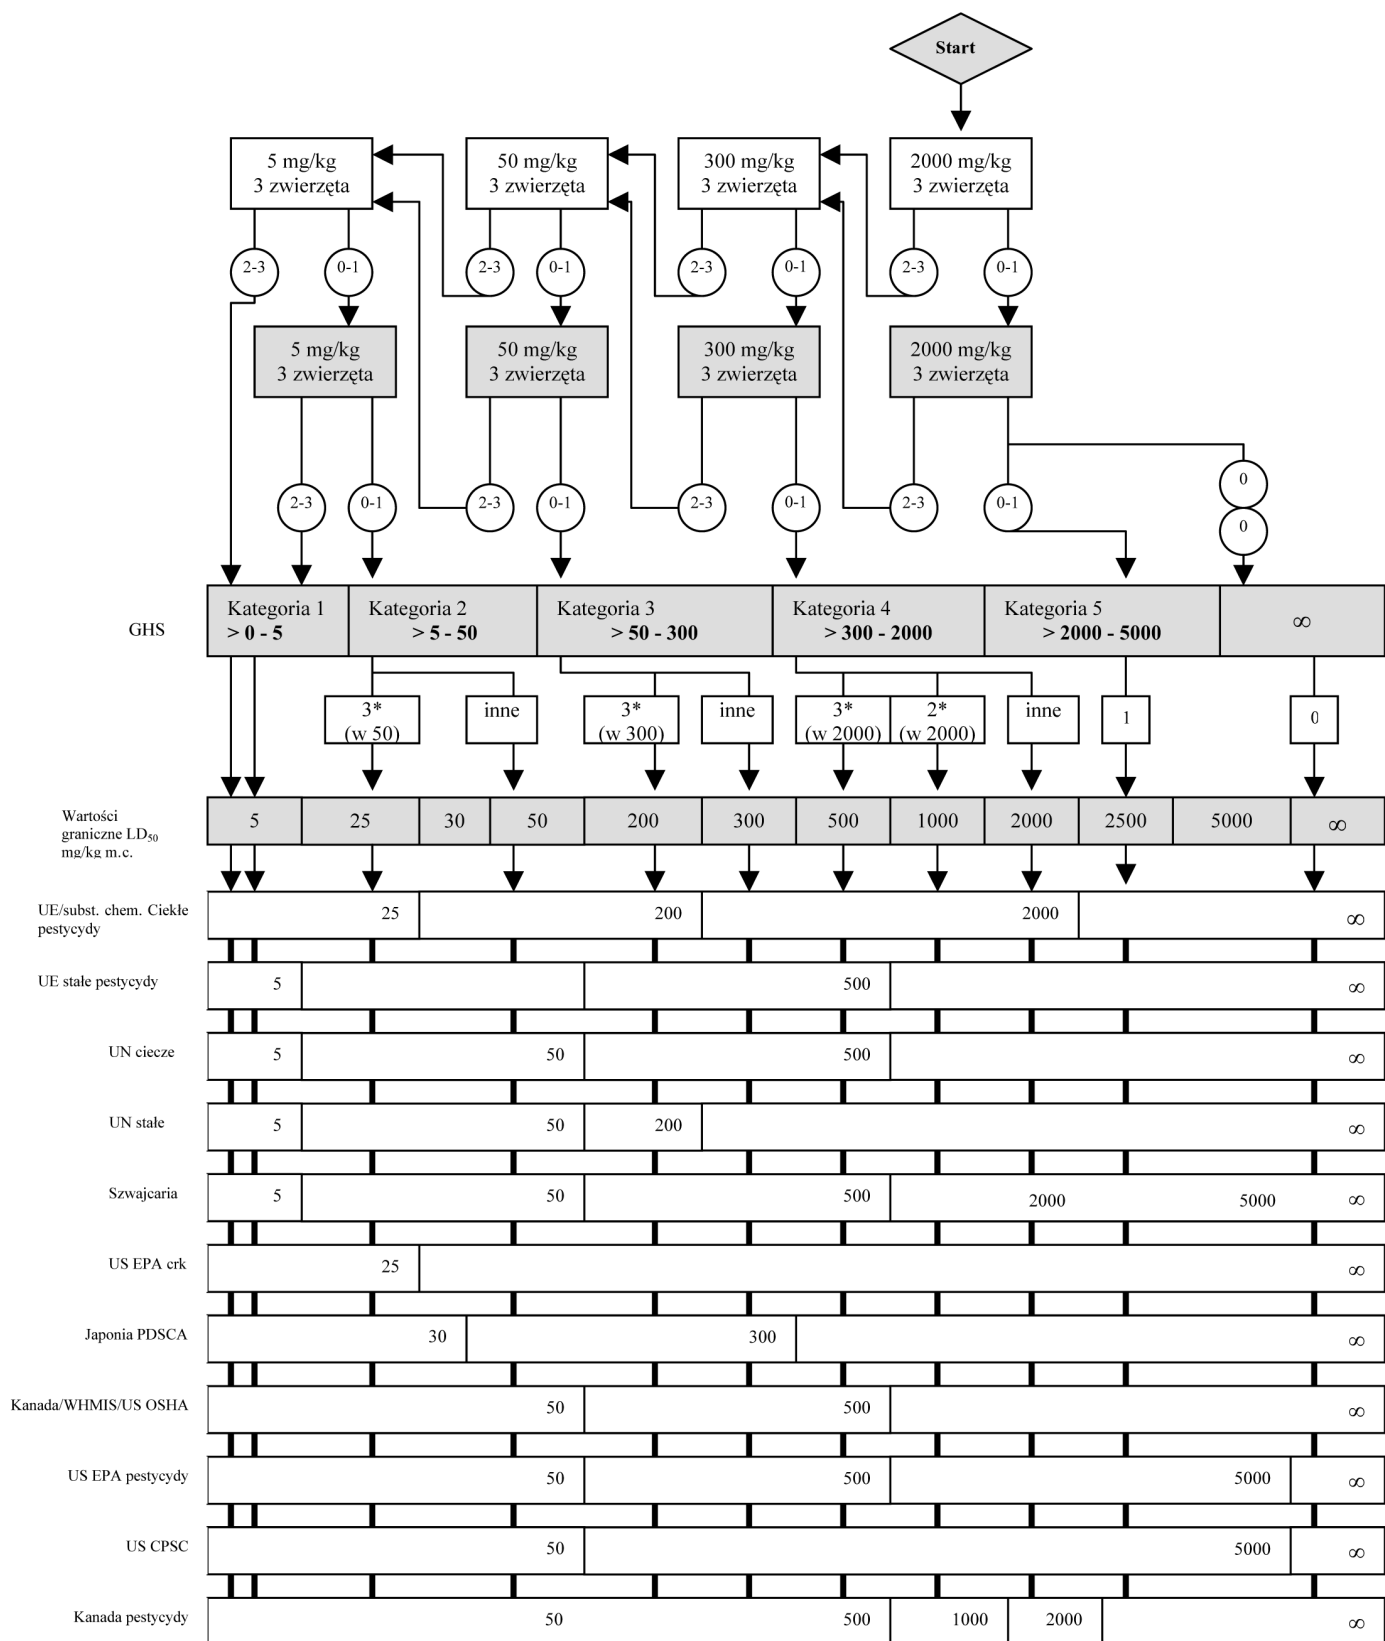 Start
5 mg/kg
3 zwierzęta
50 mg/kg
3 zwierzęta
300 mg/kg
3 zwierzęta
2000 mg/kg
3 zwierzęta
2-3
0-1
2-3
0-1
2-3
0-1
2-3
0-1
5 mg/kg
3 zwierzęta
50 mg/kg
3 zwierzęta
300 mg/kg
3 zwierzęta
2000 mg/kg
3 zwierzęta
2-3
0-1
2-3
0-1
2-3
0-1
2-3
0-1
0
0
GHS
Kategoria 1
> 0 - 5
Kategoria 2
> 5 - 50
Kategoria 3
> 50 - 300
Kategoria 4
> 300 - 2000
Kategoria 5
> 2000 - 5000
∞
3*
(w 50)
inne
3*
(w 300)
inne
3*
(w 2000)
2*
(w 2000)
inne
1
0
Wartości
graniczne LD₅₀
mg/kg m.c.
5
25
30
50
200
300
500
1000
2000
2500
5000
∞
UE/subst. chem. Ciekłe
pestycydy
25
200
2000
∞
UE stałe pestycydy
5
500
∞
UN ciecze
5
50
500
∞
UN stałe
5
50
200
∞
Szwajcaria
5
50
500
2000
5000
∞
US EPA crk
25
∞
Japonia PDSCA
30
300
∞
Kanada/WHMIS/US OSHA
50
500
∞
US EPA pestycydy
50
500
5000
∞
US CPSC
50
5000
∞
Kanada pestycydy
50
500
1000
2000
∞